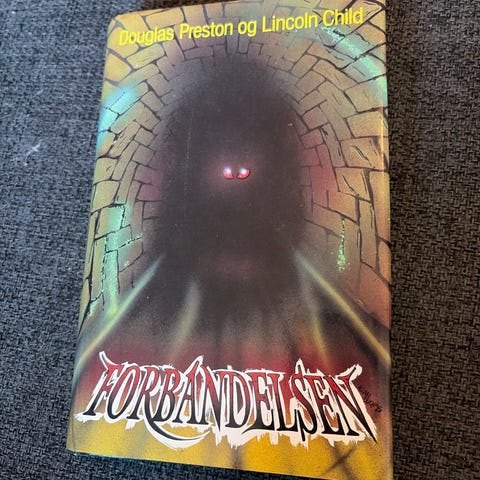 Douglas Preston og Lincoln Child
FORBANDELSEN